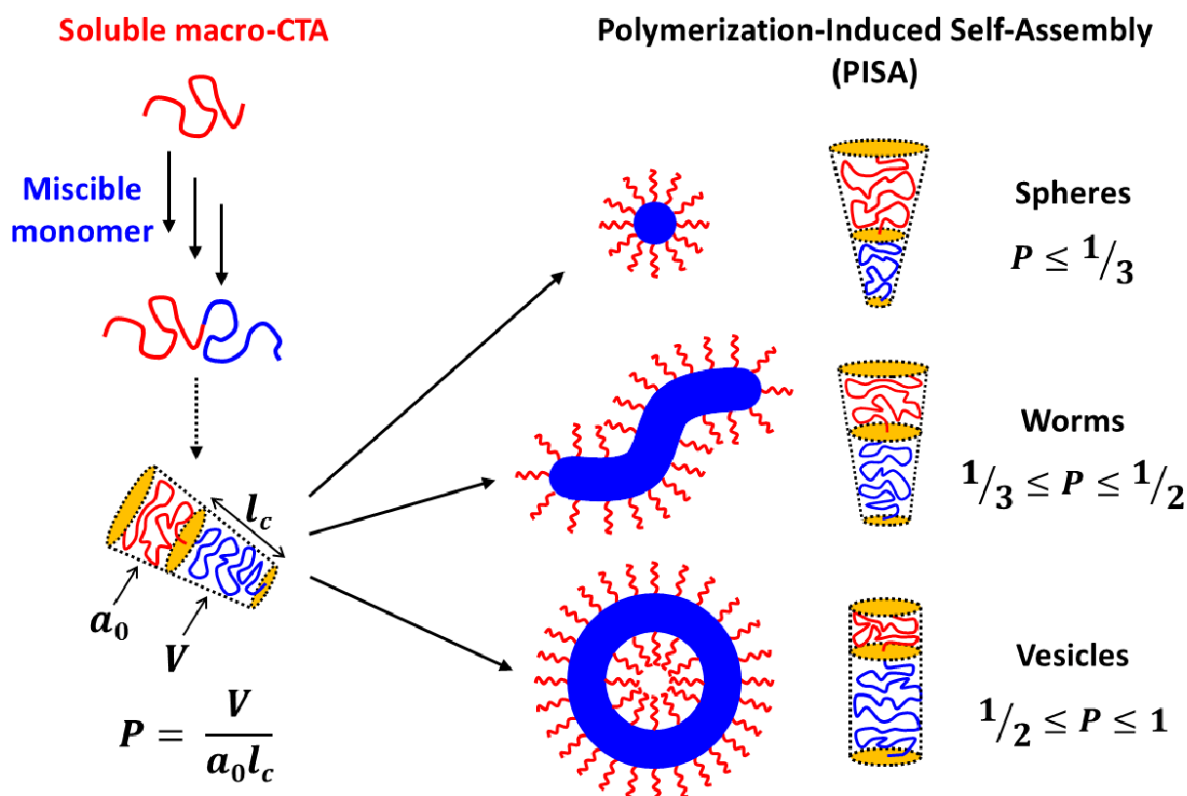 Soluble macro-CTA
Polymerization-Induced Self-Assembly
(PISA)
Miscible
monomer
Spheres
P ≤ 1/3
Worms
1/3 ≤ P ≤ 1/2
Vesicles
1/2 ≤ P ≤ 1
l_c
a_0
V
P = V / a_0 l_c